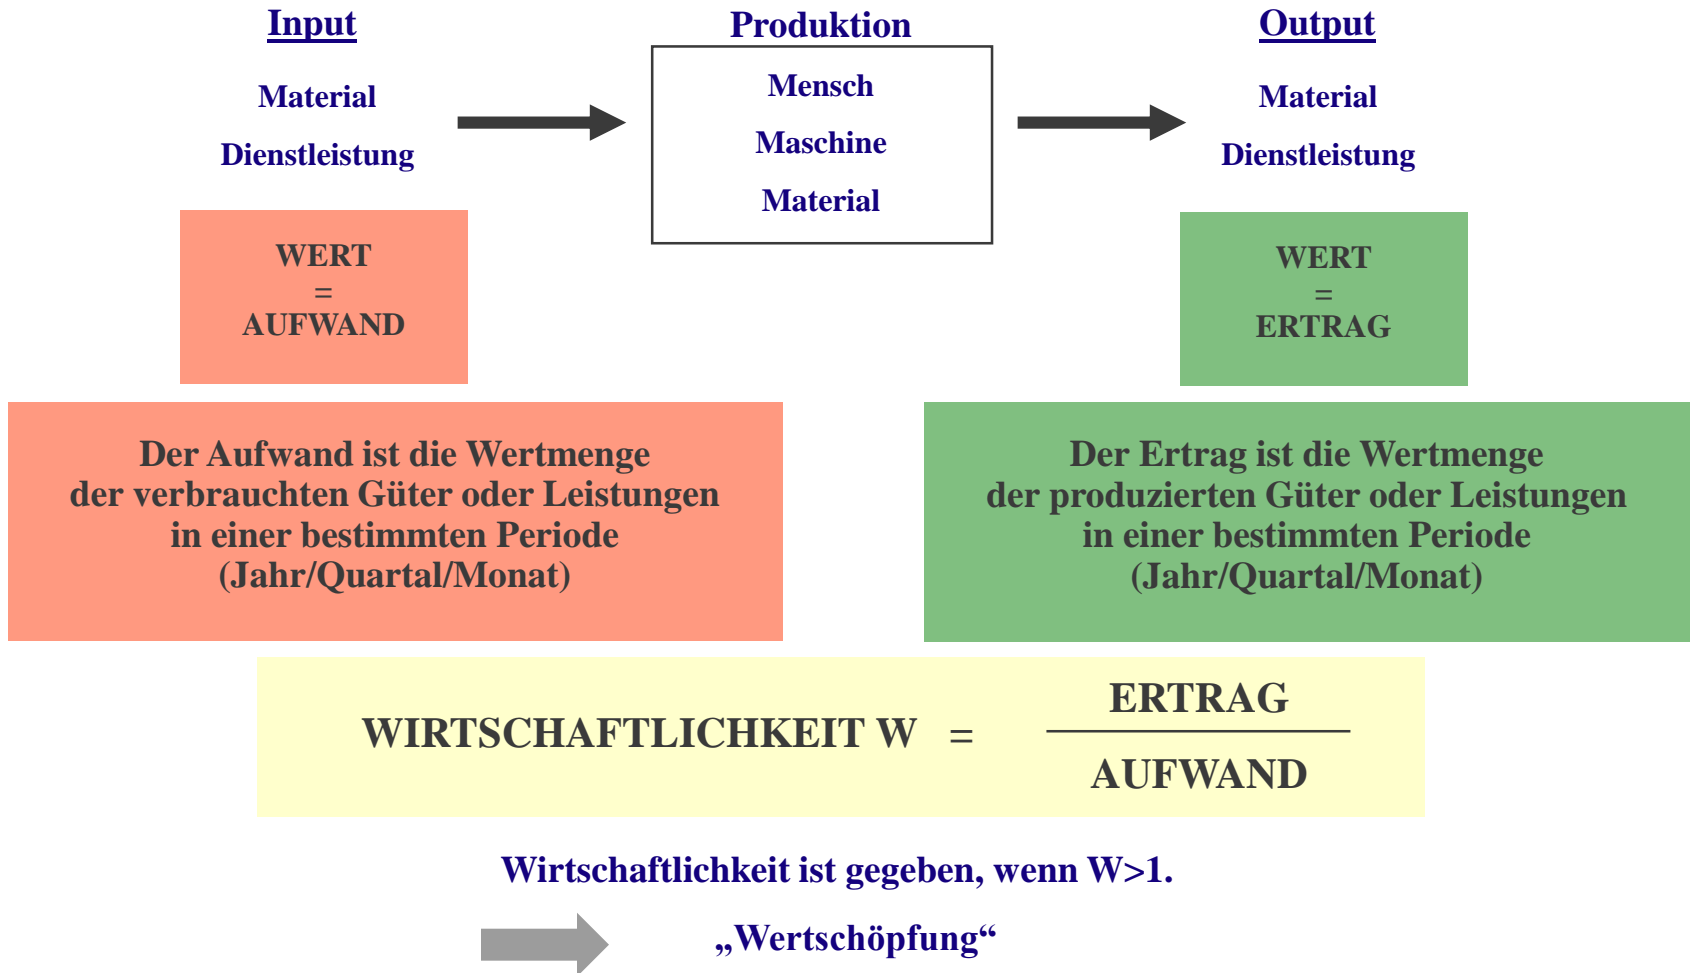 Input
Material
Dienstleistung
Produktion
Mensch
Maschine
Material
Output
Material
Dienstleistung
WERT
=
AUFWAND
WERT
=
ERTRAG
Der Aufwand ist die Wertmenge
der verbrauchten Güter oder Leistungen
in einer bestimmten Periode
(Jahr/Quartal/Monat)
Der Ertrag ist die Wertmenge
der produzierten Güter oder Leistungen
in einer bestimmten Periode
(Jahr/Quartal/Monat)
WIRTSCHAFTLICHKEIT W =
ERTRAG
AUFWAND
Wirtschaftlichkeit ist gegeben, wenn W>1.
„Wertschöpfung“